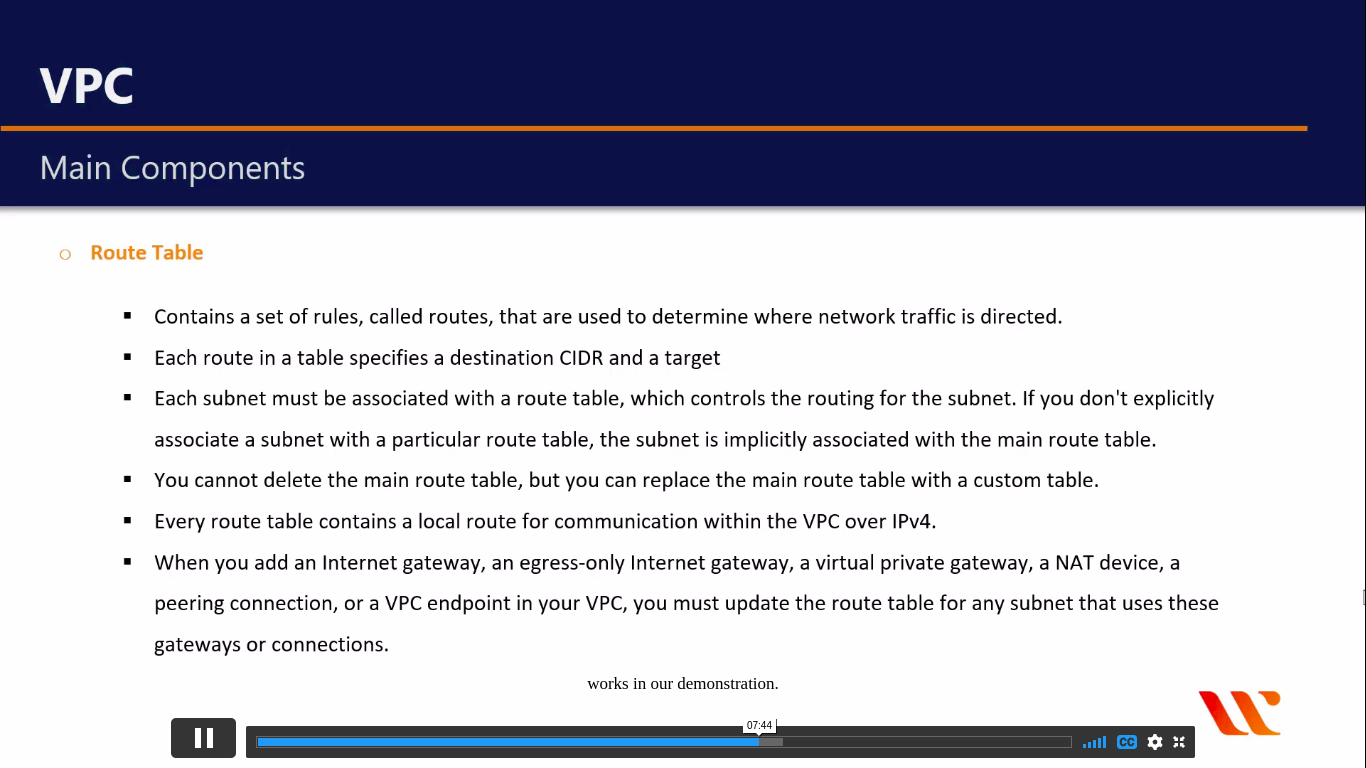 VPC
Main Components
Route Table
Contains a set of rules, called routes, that are used to determine where network traffic is directed.
Each route in a table specifies a destination CIDR and a target
Each subnet must be associated with a route table, which controls the routing for the subnet. If you don't explicitly
associate a subnet with a particular route table, the subnet is implicitly associated with the main route table.
You cannot delete the main route table, but you can replace the main route table with a custom table.
Every route table contains a local route for communication within the VPC over IPv4.
When you add an Internet gateway, an egress-only Internet gateway, a virtual private gateway, a NAT device, a
peering connection, or a VPC endpoint in your VPC, you must update the route table for any subnet that uses these
gateways or connections.
works in our demonstration.
07:44
CC